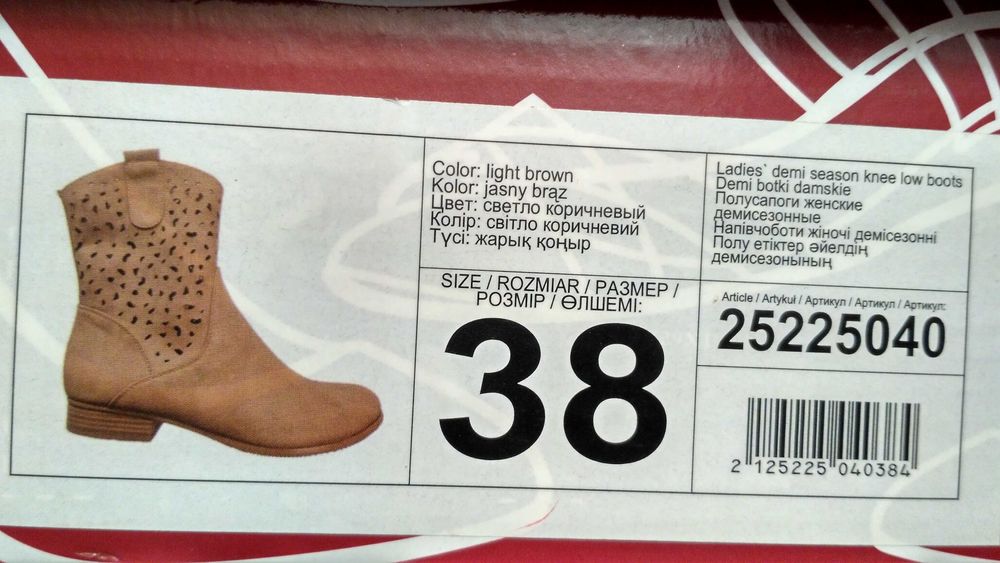 Color: light brown
Kolor: jasny brąz
Цвет: светло коричневый
Колір: світло коричневий
Түсі: жарық қоңыр
SIZE / ROZMIAR / РАЗМЕР /
РОЗМІР / ӨЛШЕМІ:
38
Ladies` demi season knee low boots
Demi botki damskie
Полусапоги женские
демисезонные
Напівчоботи жіночі демісезонні
Полу етіктер әйелдің
демисезонының
Article / Artykuł / Артикул / Артикул / Артикул:
25225040
2 125225 040384